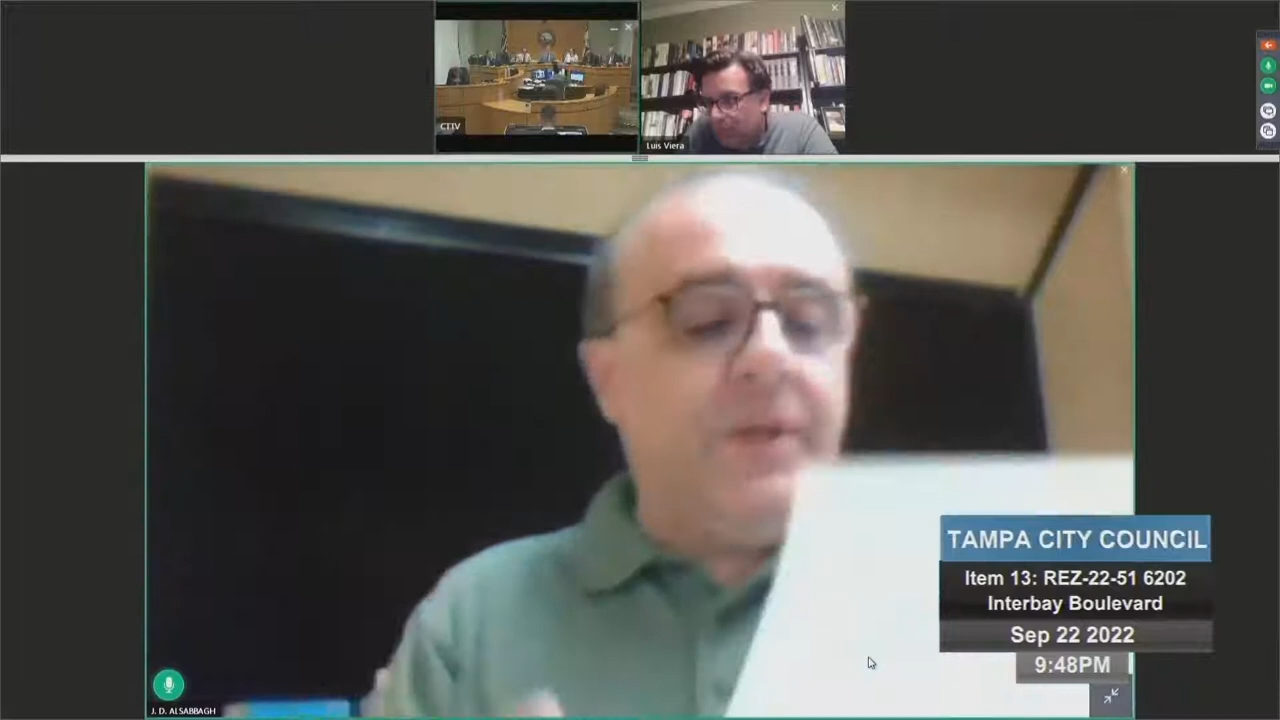 CTTV
Luis Viera
TAMPA CITY COUNCIL
Item 13: REZ-22-51 6202
Interbay Boulevard
Sep 22 2022
9:48PM
J. D. AlSABBAGH